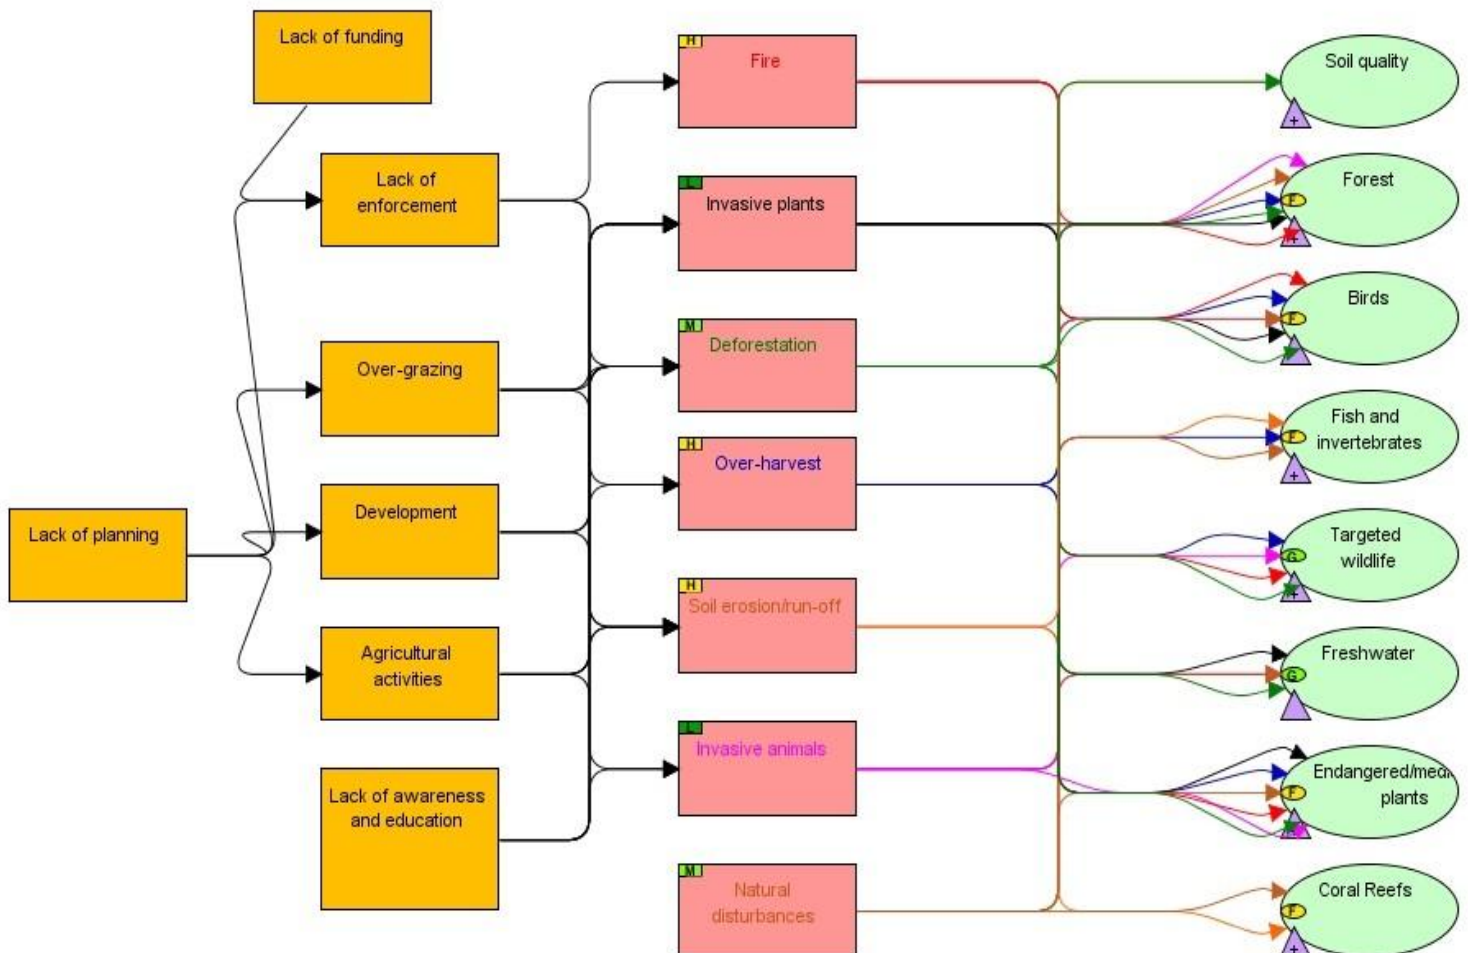 Lack of funding
Lack of
enforcement
Over-grazing
Development
Lack of planning
Agricultural
activities
Lack of awareness
and education
H
Fire
L
Invasive plants
M
Deforestation
H
Over-harvest
H
Soil erosion/run-off
L
Invasive animals
M
Natural
disturbances
Soil quality
+
Forest
F
+
Birds
F
Fish and
invertebrates
F
+
Targeted
wildlife
G
+
Freshwater
G
Endangered/medi
plants
F
Coral Reefs
F
+